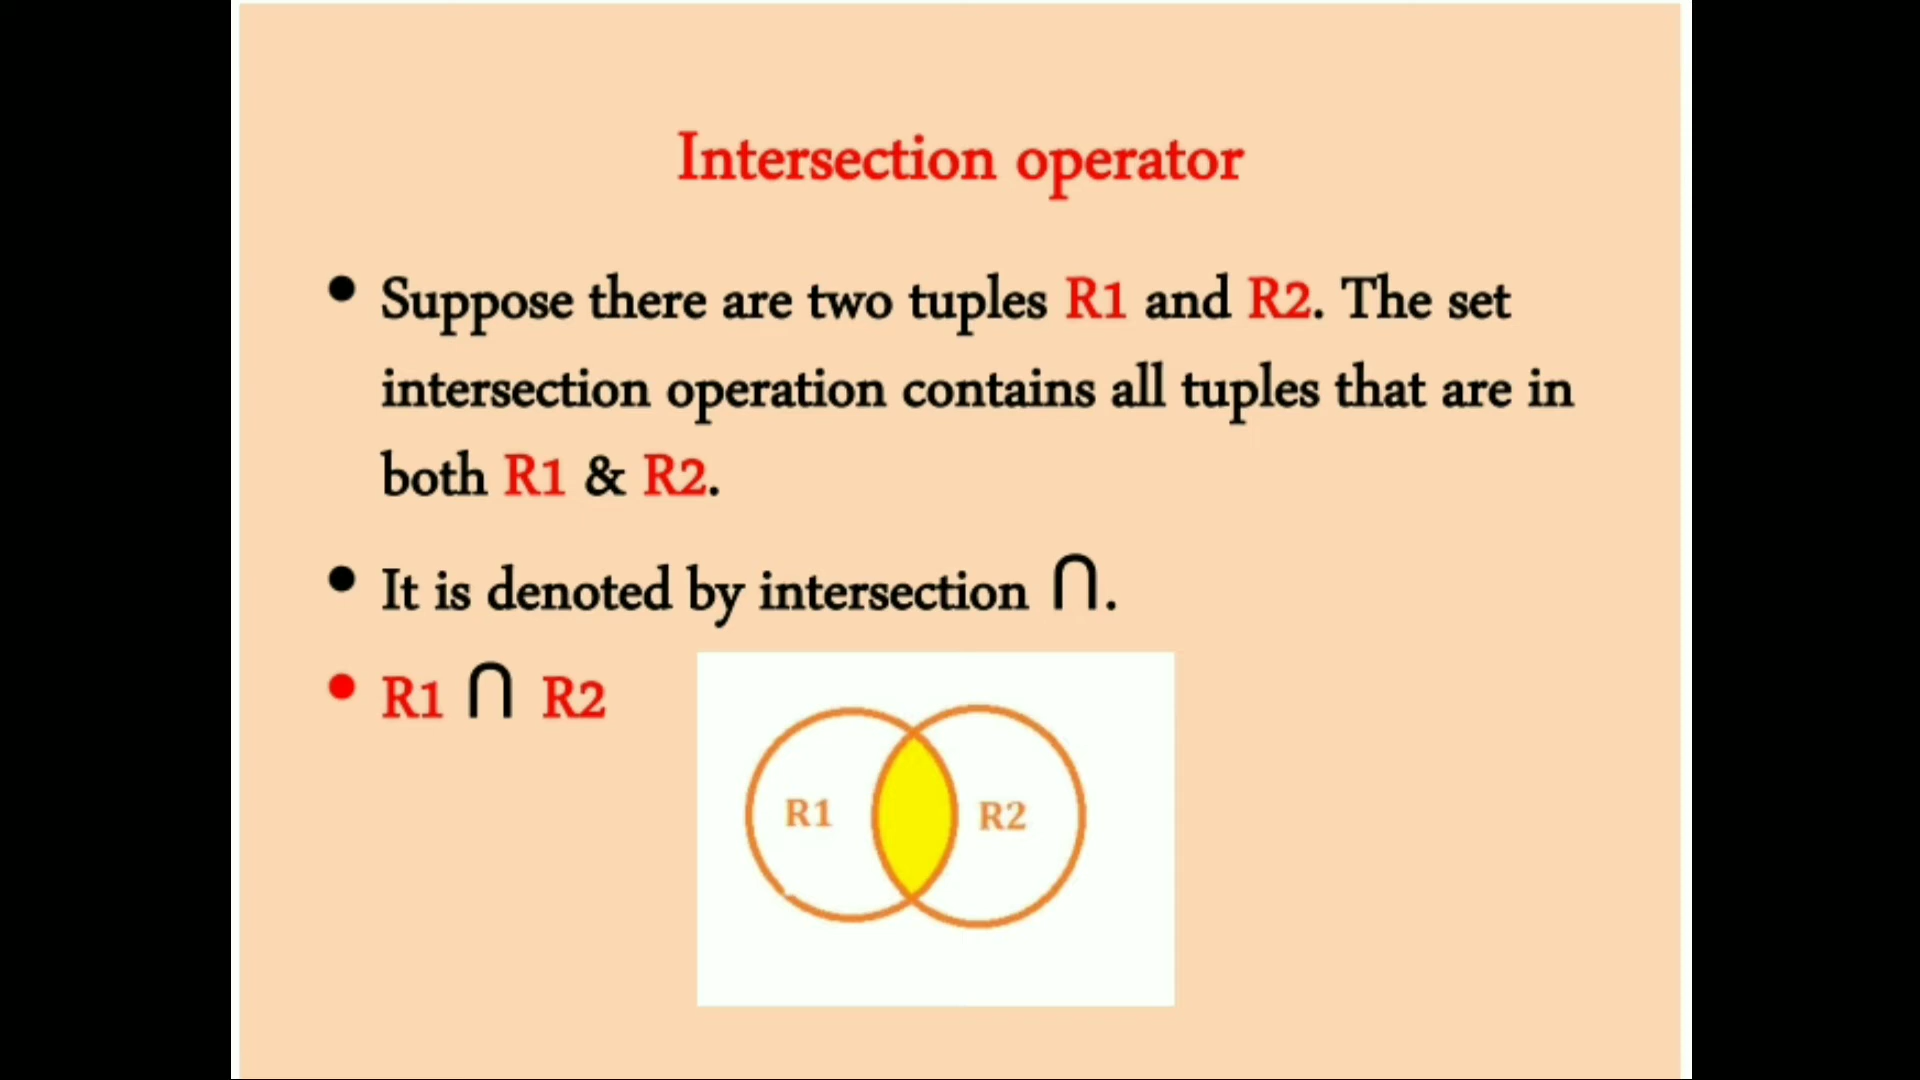 Intersection operator
• Suppose there are two tuples R1 and R2. The set
intersection operation contains all tuples that are in
both R1 & R2.
• It is denoted by intersection ∩.
• R1 ∩ R2
R1 R2